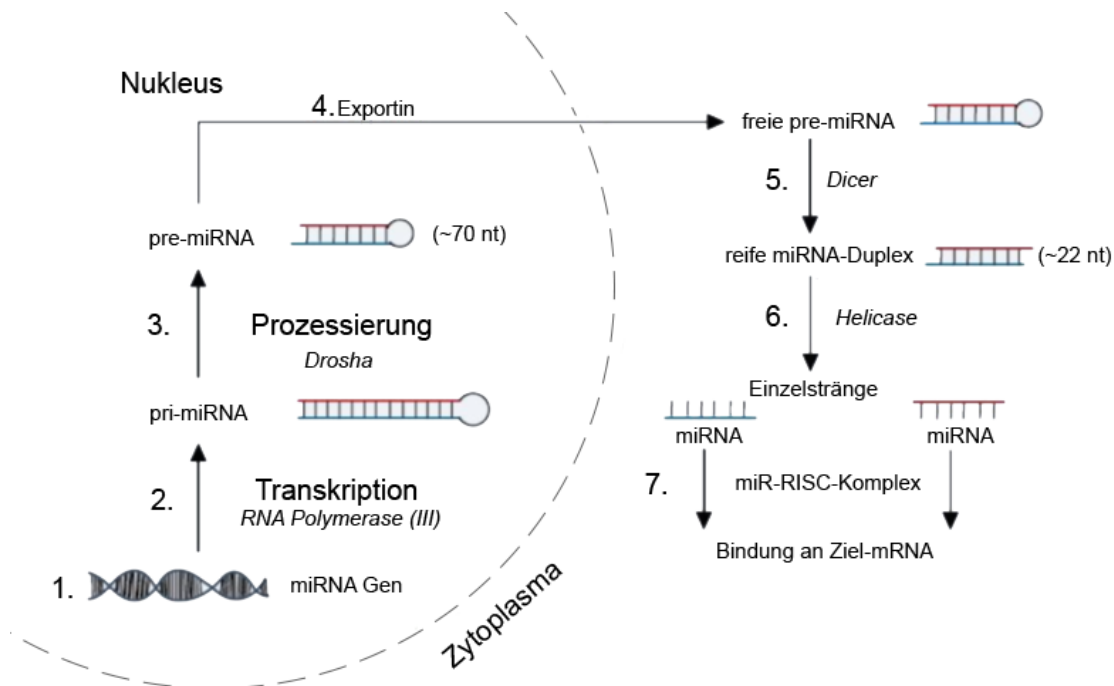 Nukleus
4. Exportin
freie pre-miRNA
5. Dicer
pre-miRNA (~70 nt)
reife miRNA-Duplex (~22 nt)
3. Prozessierung
Drosha
6. Helicase
Einzelstränge
pri-miRNA
miRNA miRNA
2. Transkription
RNA Polymerase (III)
7. miR-RISC-Komplex
Bindung an Ziel-mRNA
1. miRNA Gen
Zytoplasma